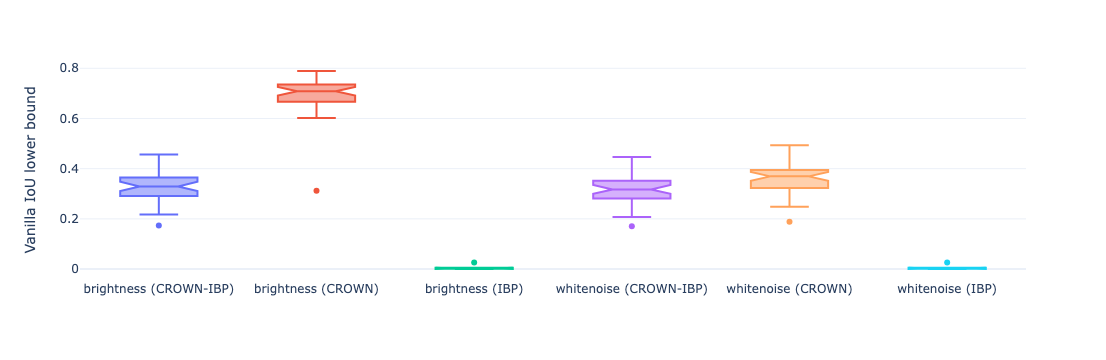 Vanilla IoU lower bound
0.8
0.6
0.4
0.2
0
brightness (CROWN-IBP) brightness (CROWN) brightness (IBP) whitenoise (CROWN-IBP) whitenoise (CROWN) whitenoise (IBP)